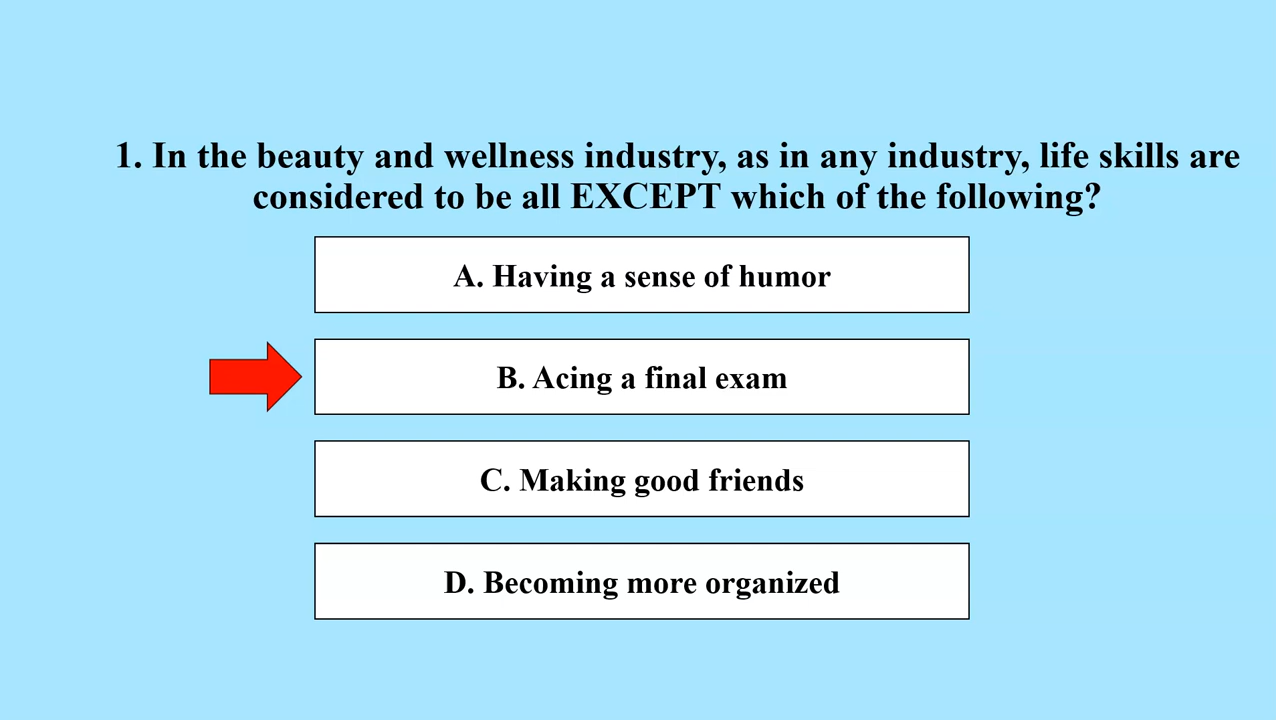 1. In the beauty and wellness industry, as in any industry, life skills are
considered to be all EXCEPT which of the following?
A. Having a sense of humor
B. Acing a final exam
C. Making good friends
D. Becoming more organized